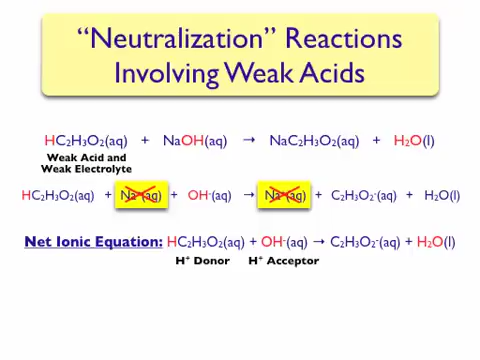 “Neutralization” Reactions
Involving Weak Acids
HC₂H₃O₂(aq) + NaOH(aq) → NaC₂H₃O₂(aq) + H₂O(l)
Weak Acid and
Weak Electrolyte
HC₂H₃O₂(aq) + Na⁺(aq) + OH⁻(aq) → Na⁺(aq) + C₂H₃O₂⁻(aq) + H₂O(l)
Net Ionic Equation: HC₂H₃O₂(aq) + OH⁻(aq) → C₂H₃O₂⁻(aq) + H₂O(l)
H⁺ Donor H⁺ Acceptor